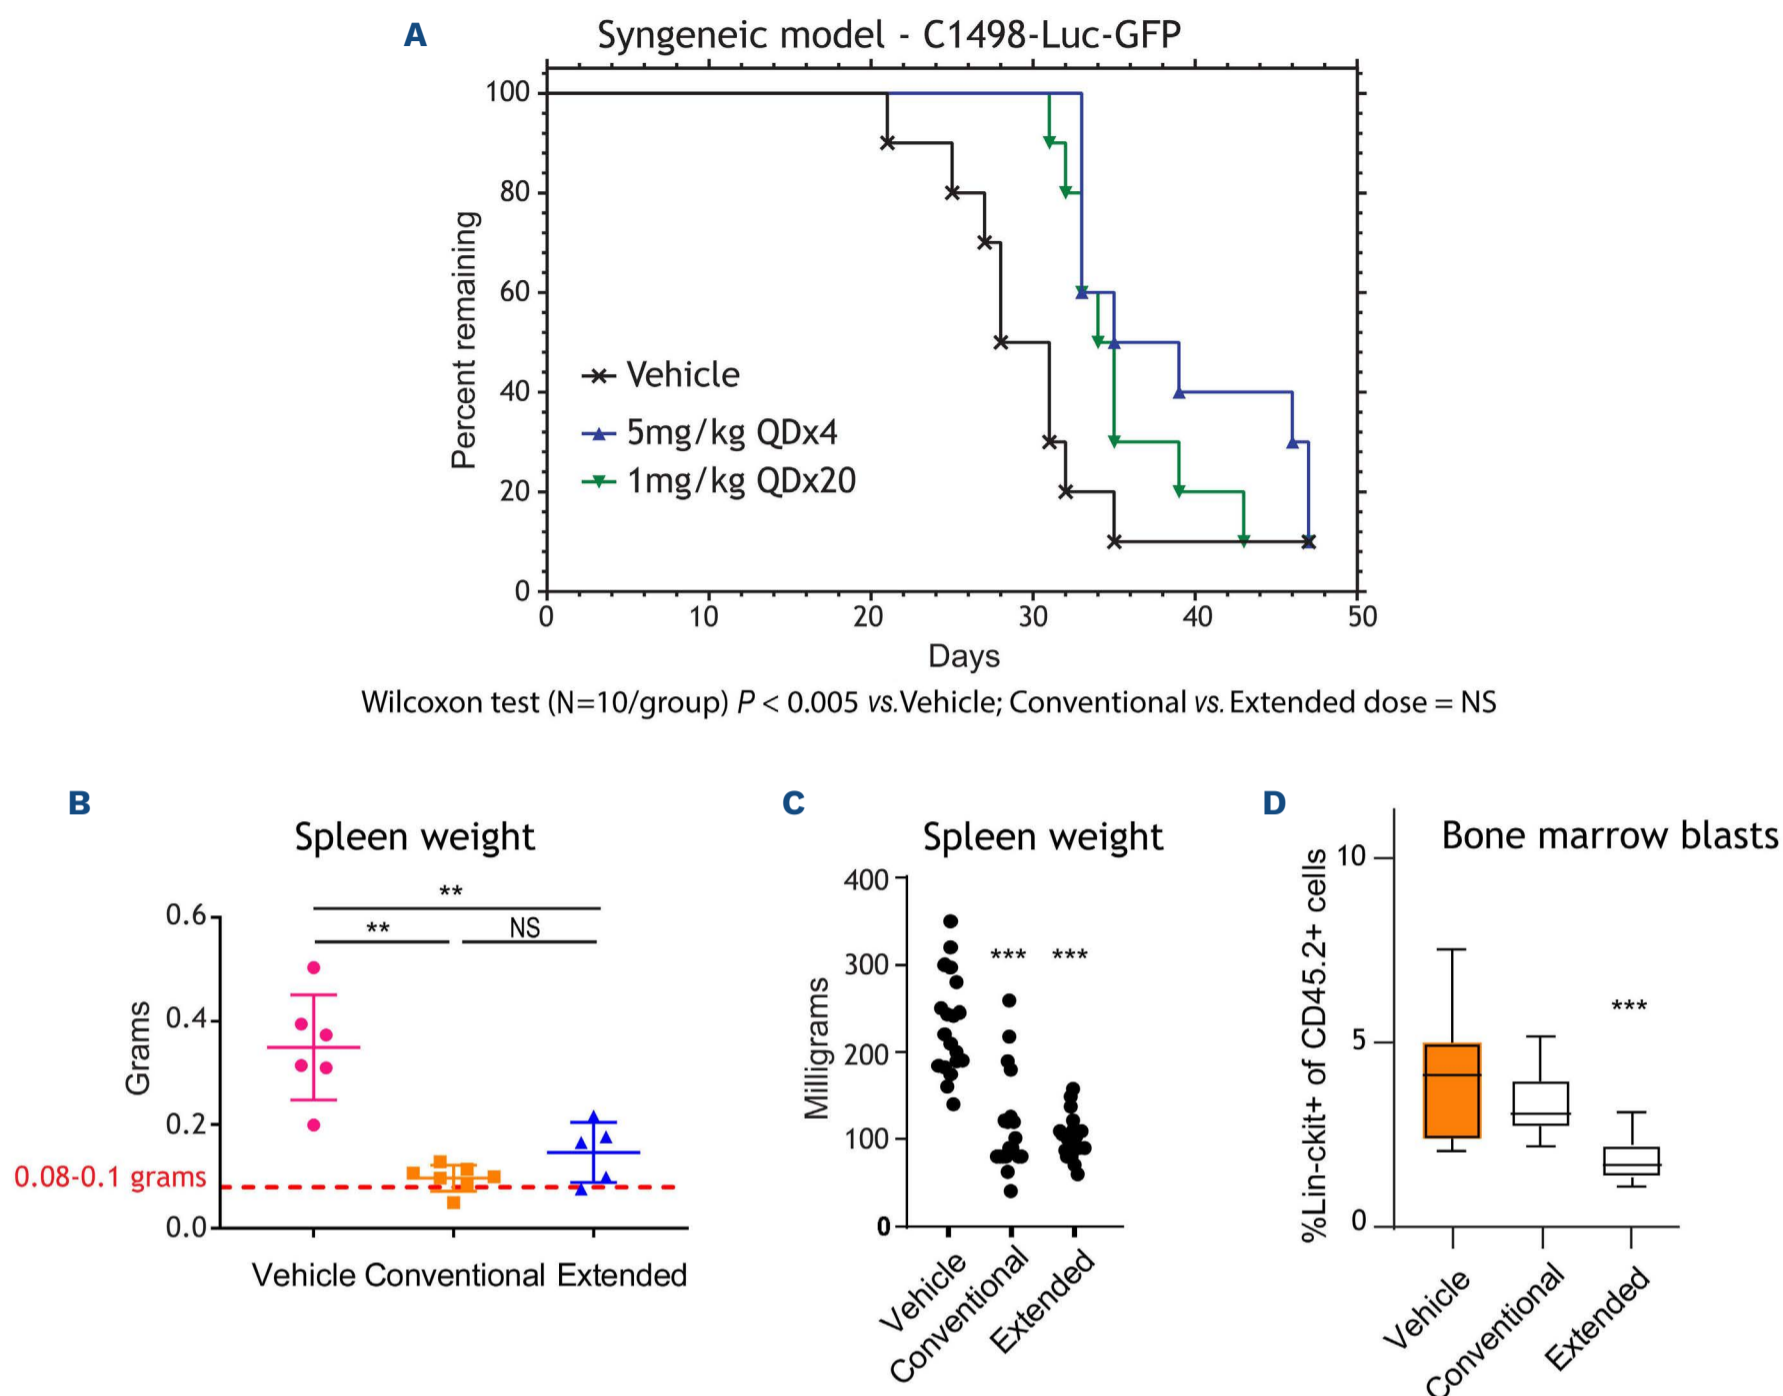 A
Syngeneic model - C1498-Luc-GFP
Percent remaining
100
80
60
40
20
0
Vehicle
5mg/kg QDx4
1mg/kg QDx20
0 10 20 30 40 50
Days
Wilcoxon test (N=10/group) P < 0.005 vs.Vehicle; Conventional vs. Extended dose = NS
B
Spleen weight
**
** NS
Grams
0.6
0.4
0.2
0.0
0.08-0.1 grams
Vehicle Conventional Extended
C
Spleen weight
Milligrams
400
300
200
100
0
*** ***
Vehicle
Conventional
Extended
D
Bone marrow blasts
%Lin-ckit+ of CD45.2+ cells
10
5
0
***
Vehicle
Conventional
Extended